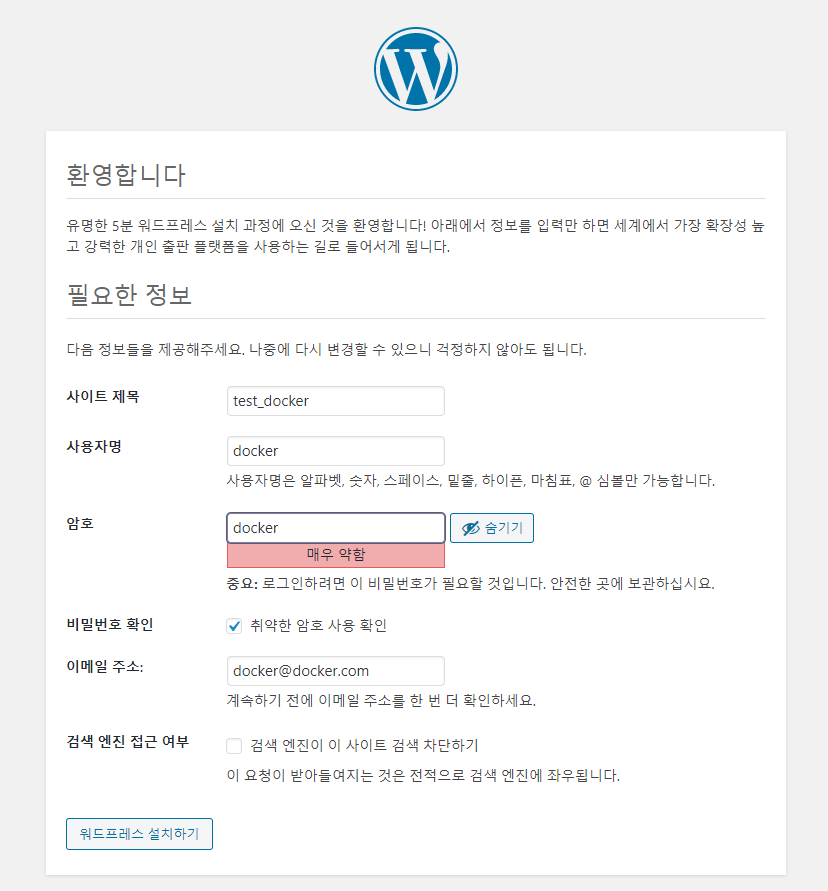 환영합니다
유명한 5분 워드프레스 설치 과정에 오신 것을 환영합니다! 아래에서 정보를 입력만 하면 세계에서 가장 확장성 높
고 강력한 개인 출판 플랫폼을 사용하는 길로 들어서게 됩니다.
필요한 정보
다음 정보들을 제공해주세요. 나중에 다시 변경할 수 있으니 걱정하지 않아도 됩니다.
사이트 제목 test_docker
사용자명 docker
사용자명은 알파벳, 숫자, 스페이스, 밑줄, 하이픈, 마침표, @ 심볼만 가능합니다.
암호 docker 숨기기
매우 약함
중요: 로그인하려면 이 비밀번호가 필요할 것입니다. 안전한 곳에 보관하십시요.
비밀번호 확인 취약한 암호 사용 확인
이메일 주소: docker@docker.com
계속하기 전에 이메일 주소를 한 번 더 확인하세요.
검색 엔진 접근 여부 검색 엔진이 이 사이트 검색 차단하기
이 요청이 받아들여지는 것은 전적으로 검색 엔진에 좌우됩니다.
워드프레스 설치하기